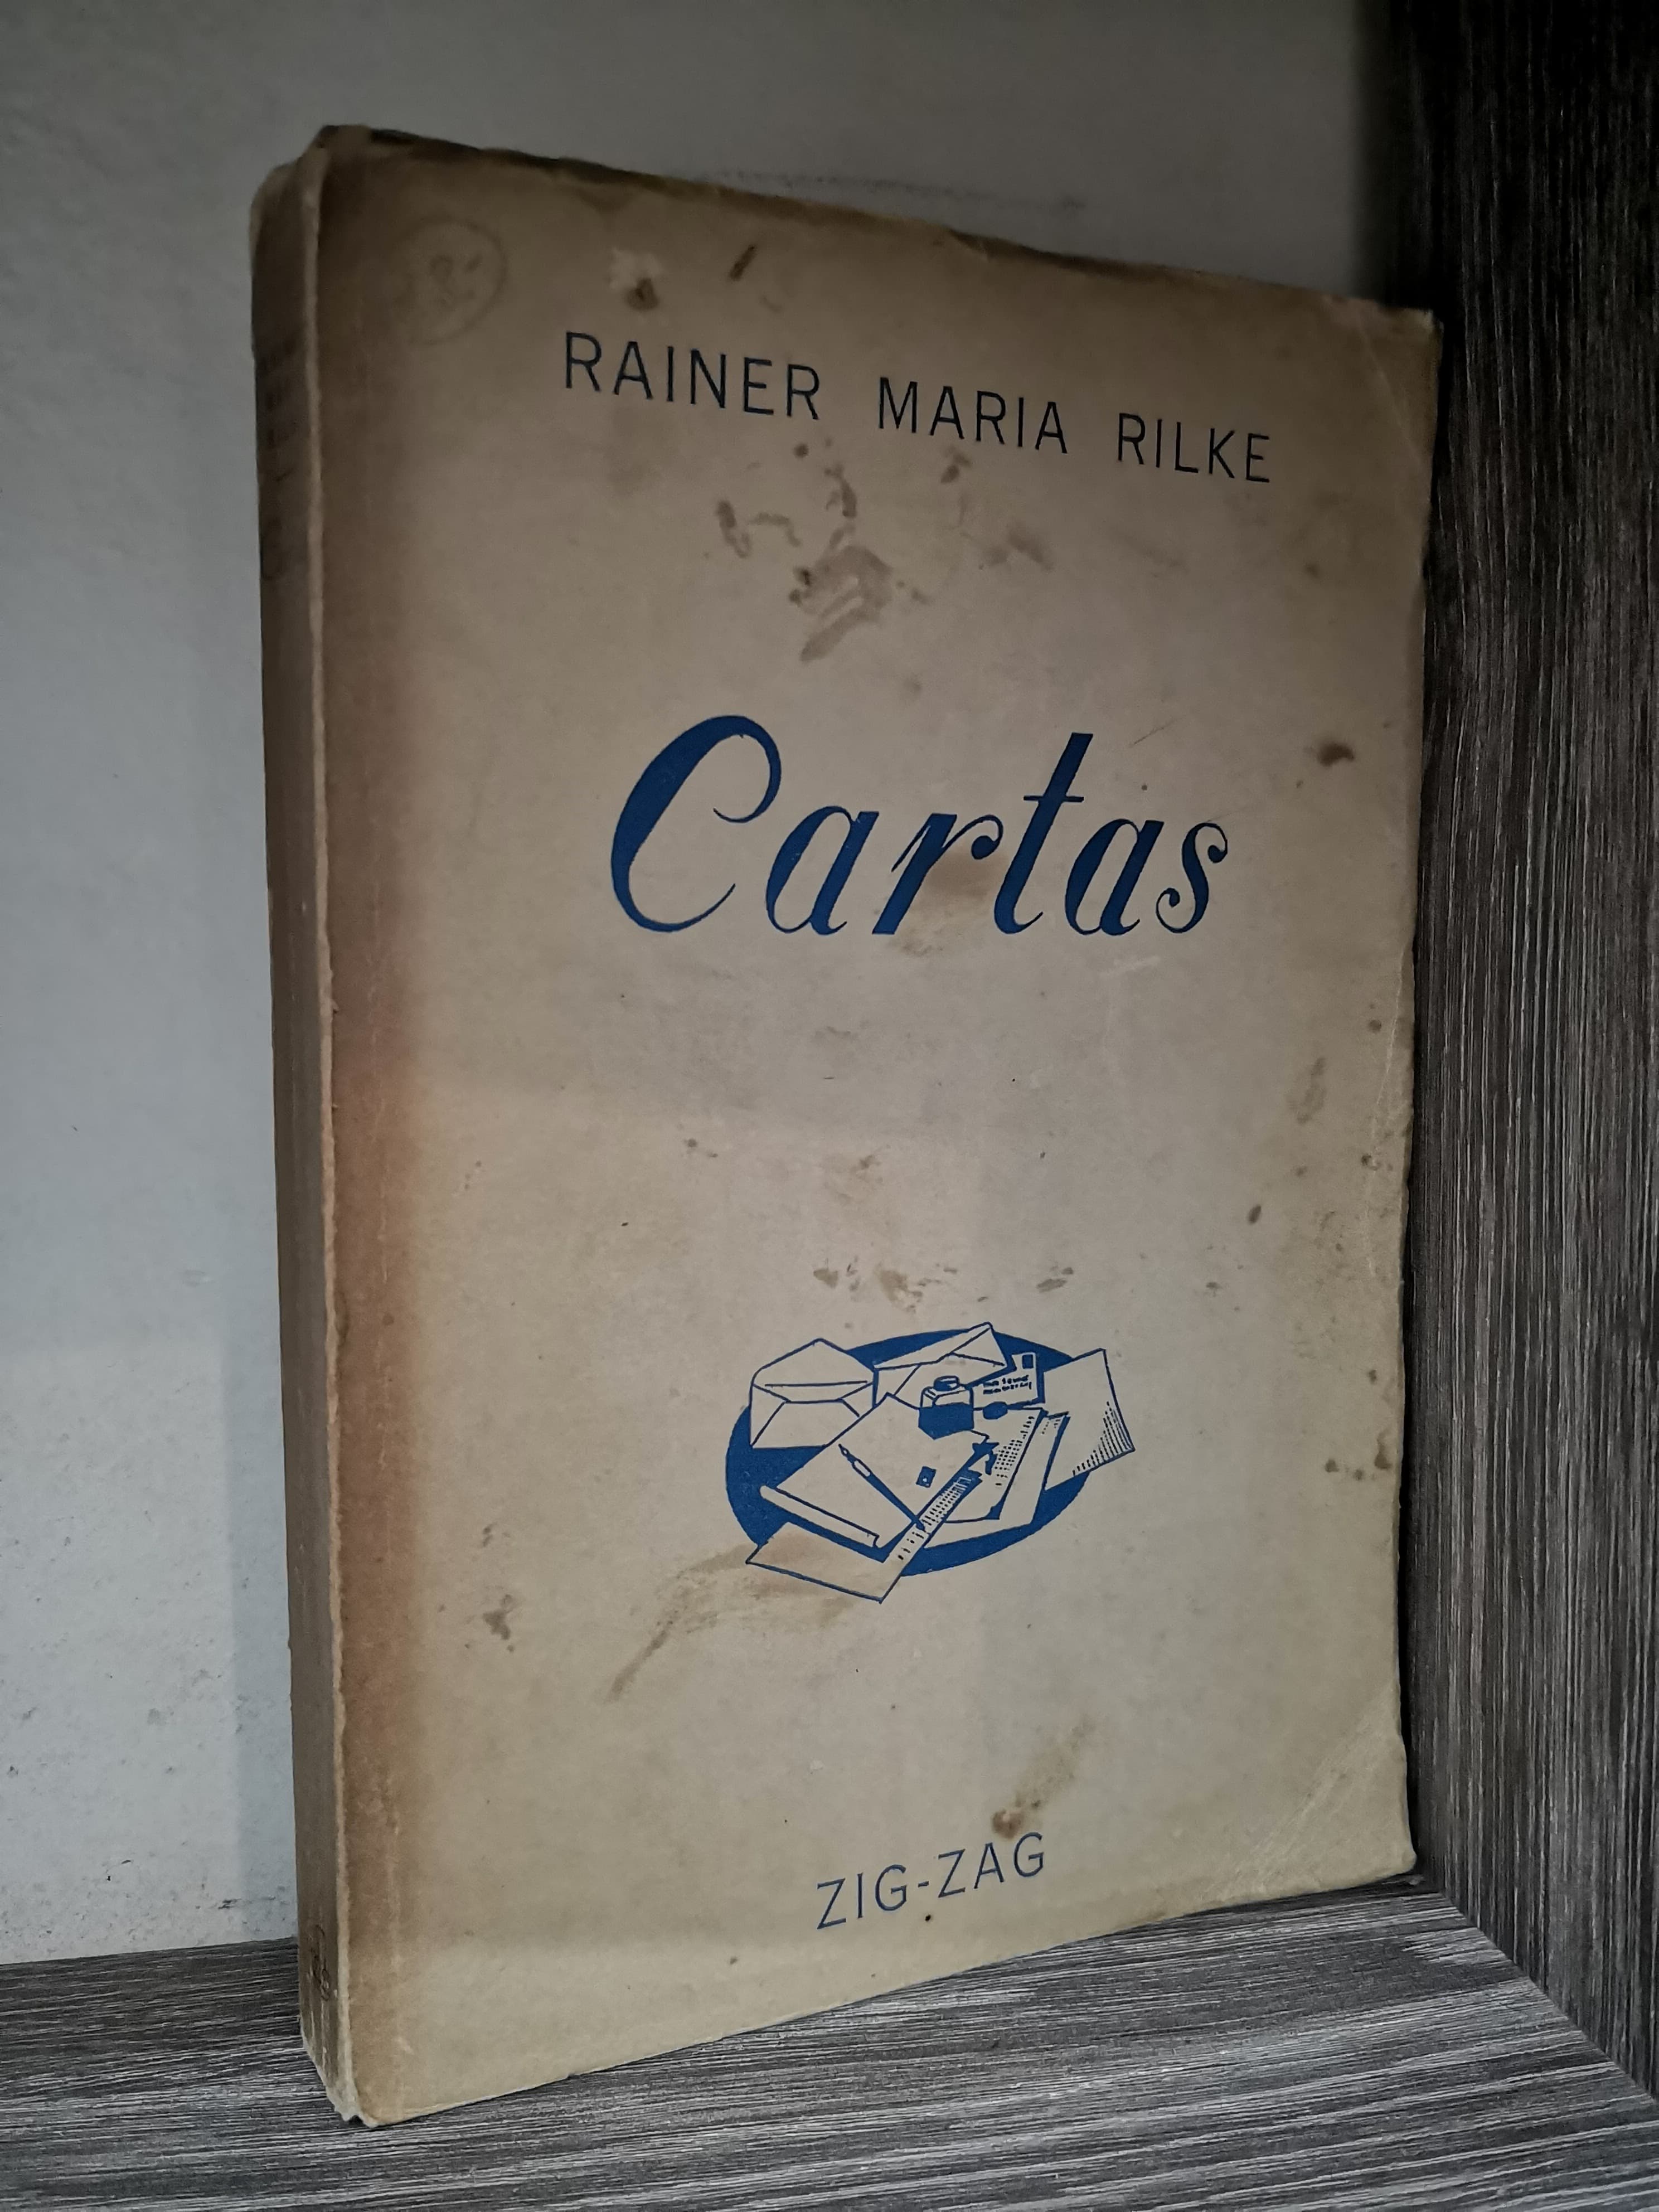 RAINER MARIA RILKE
Cartas
ZIG-ZAG